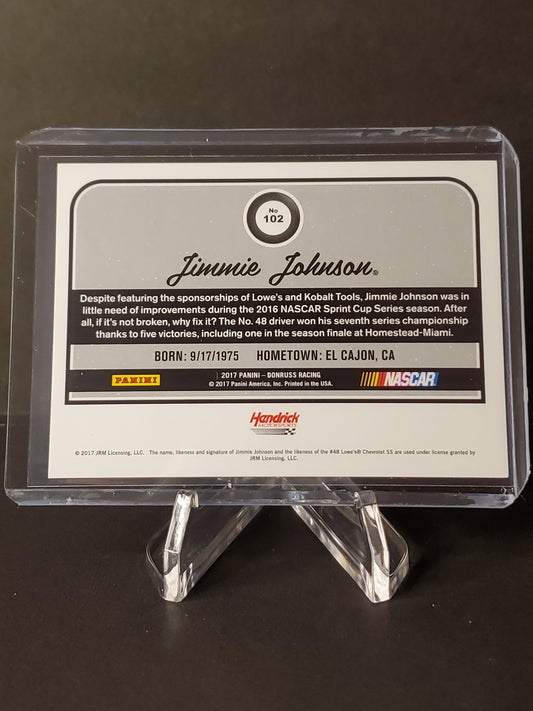 No
102
Jimmie Johnson®
Despite featuring the sponsorships of Lowe's and Kobalt Tools, Jimmie Johnson was in
little need of improvements during the 2016 NASCAR Sprint Cup Series season. After
all, if it's not broken, why fix it? The No. 48 driver won his seventh series championship
thanks to five victories, including one in the season finale at Homestead-Miami.
BORN: 9/17/1975 HOMETOWN: EL CAJON, CA
PANINI
2017 PANINI – DONRUSS RACING
© 2017 Panini America, Inc. Printed in the USA.
NASCAR
Hendrick
MOTORSPORTS
© 2017 JRM Licensing, LLC. The name, likeness and signature of Jimmie Johnson and the likeness of the #48 Lowe's® Chevrolet SS are used under license granted by
JRM Licensing, LLC.